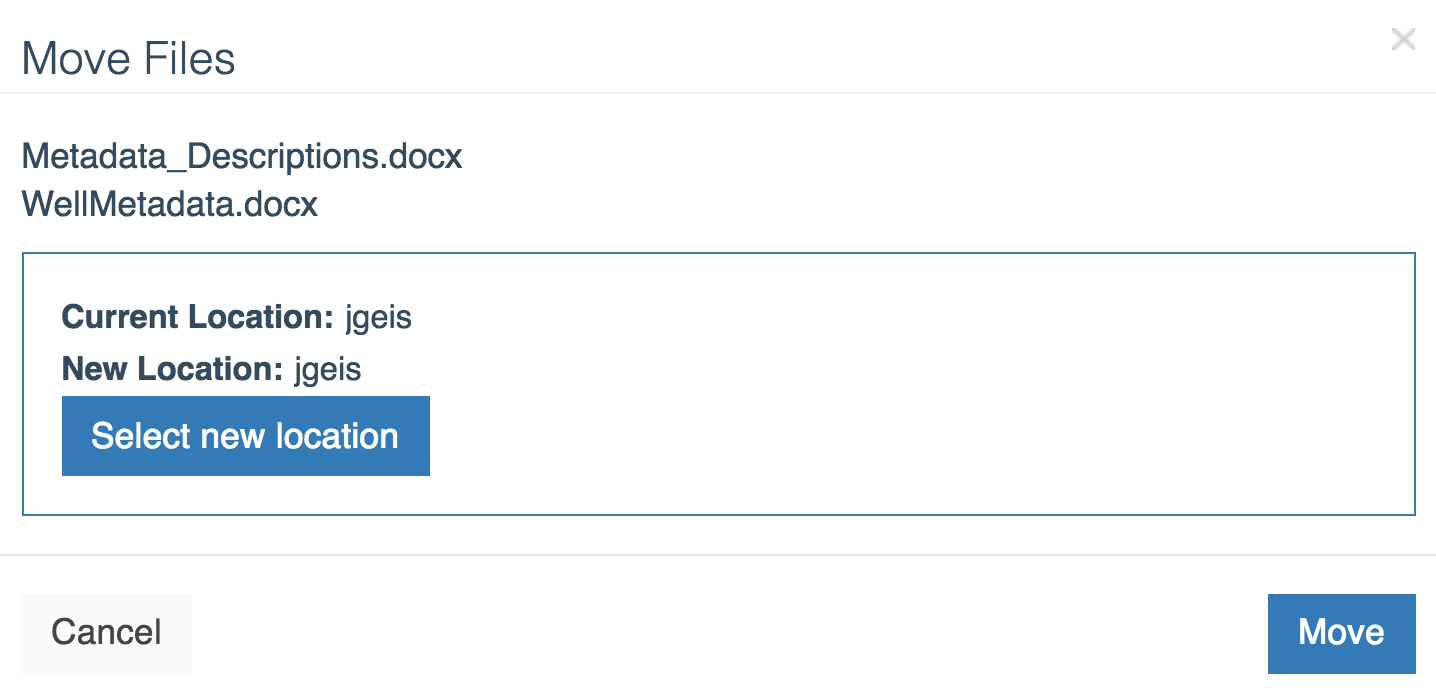 Move Files
Metadata_Descriptions.docx
WellMetadata.docx
Current Location: jgeis
New Location: jgeis
Select new location
Cancel
Move